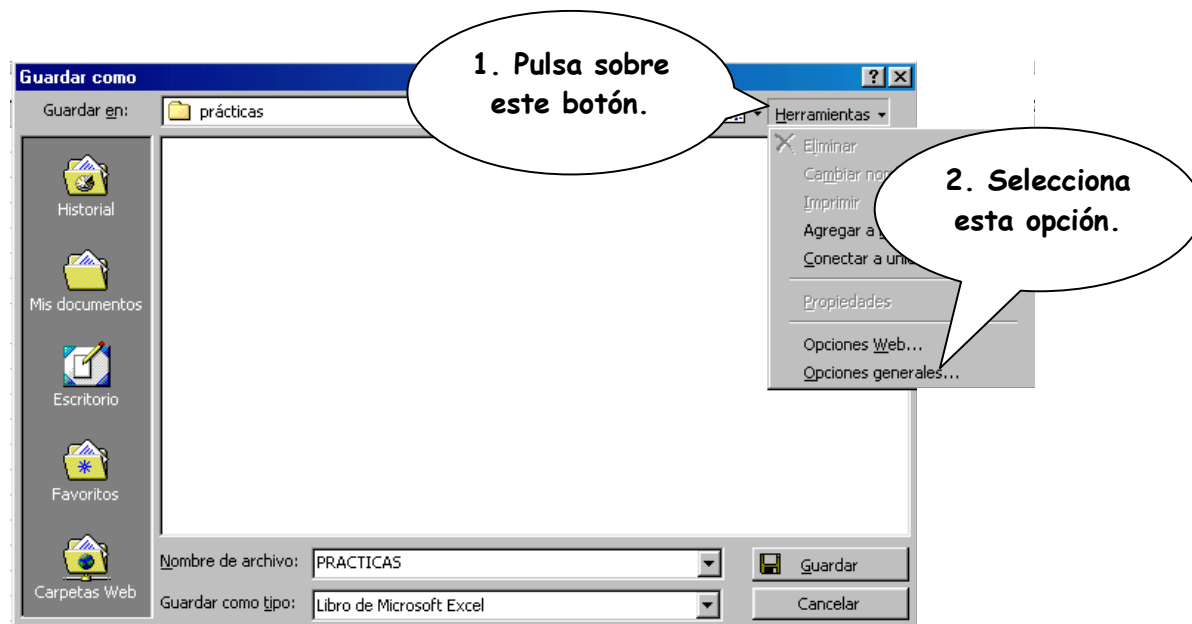 1. Pulsa sobre
este botón.
Guardar como
Guardar en:
prácticas
Herramientas
Eliminar
Cambiar
Imprimir
Agregar a
Conectar a
Propiedades
Opciones Web...
Opciones generales...
2. Selecciona
esta opción.
Historial
Mis documentos
Escritorio
Favoritos
Carpetas Web
Nombre de archivo: PRACTICAS
Guardar
Guardar como tipo: Libro de Microsoft Excel
Cancelar